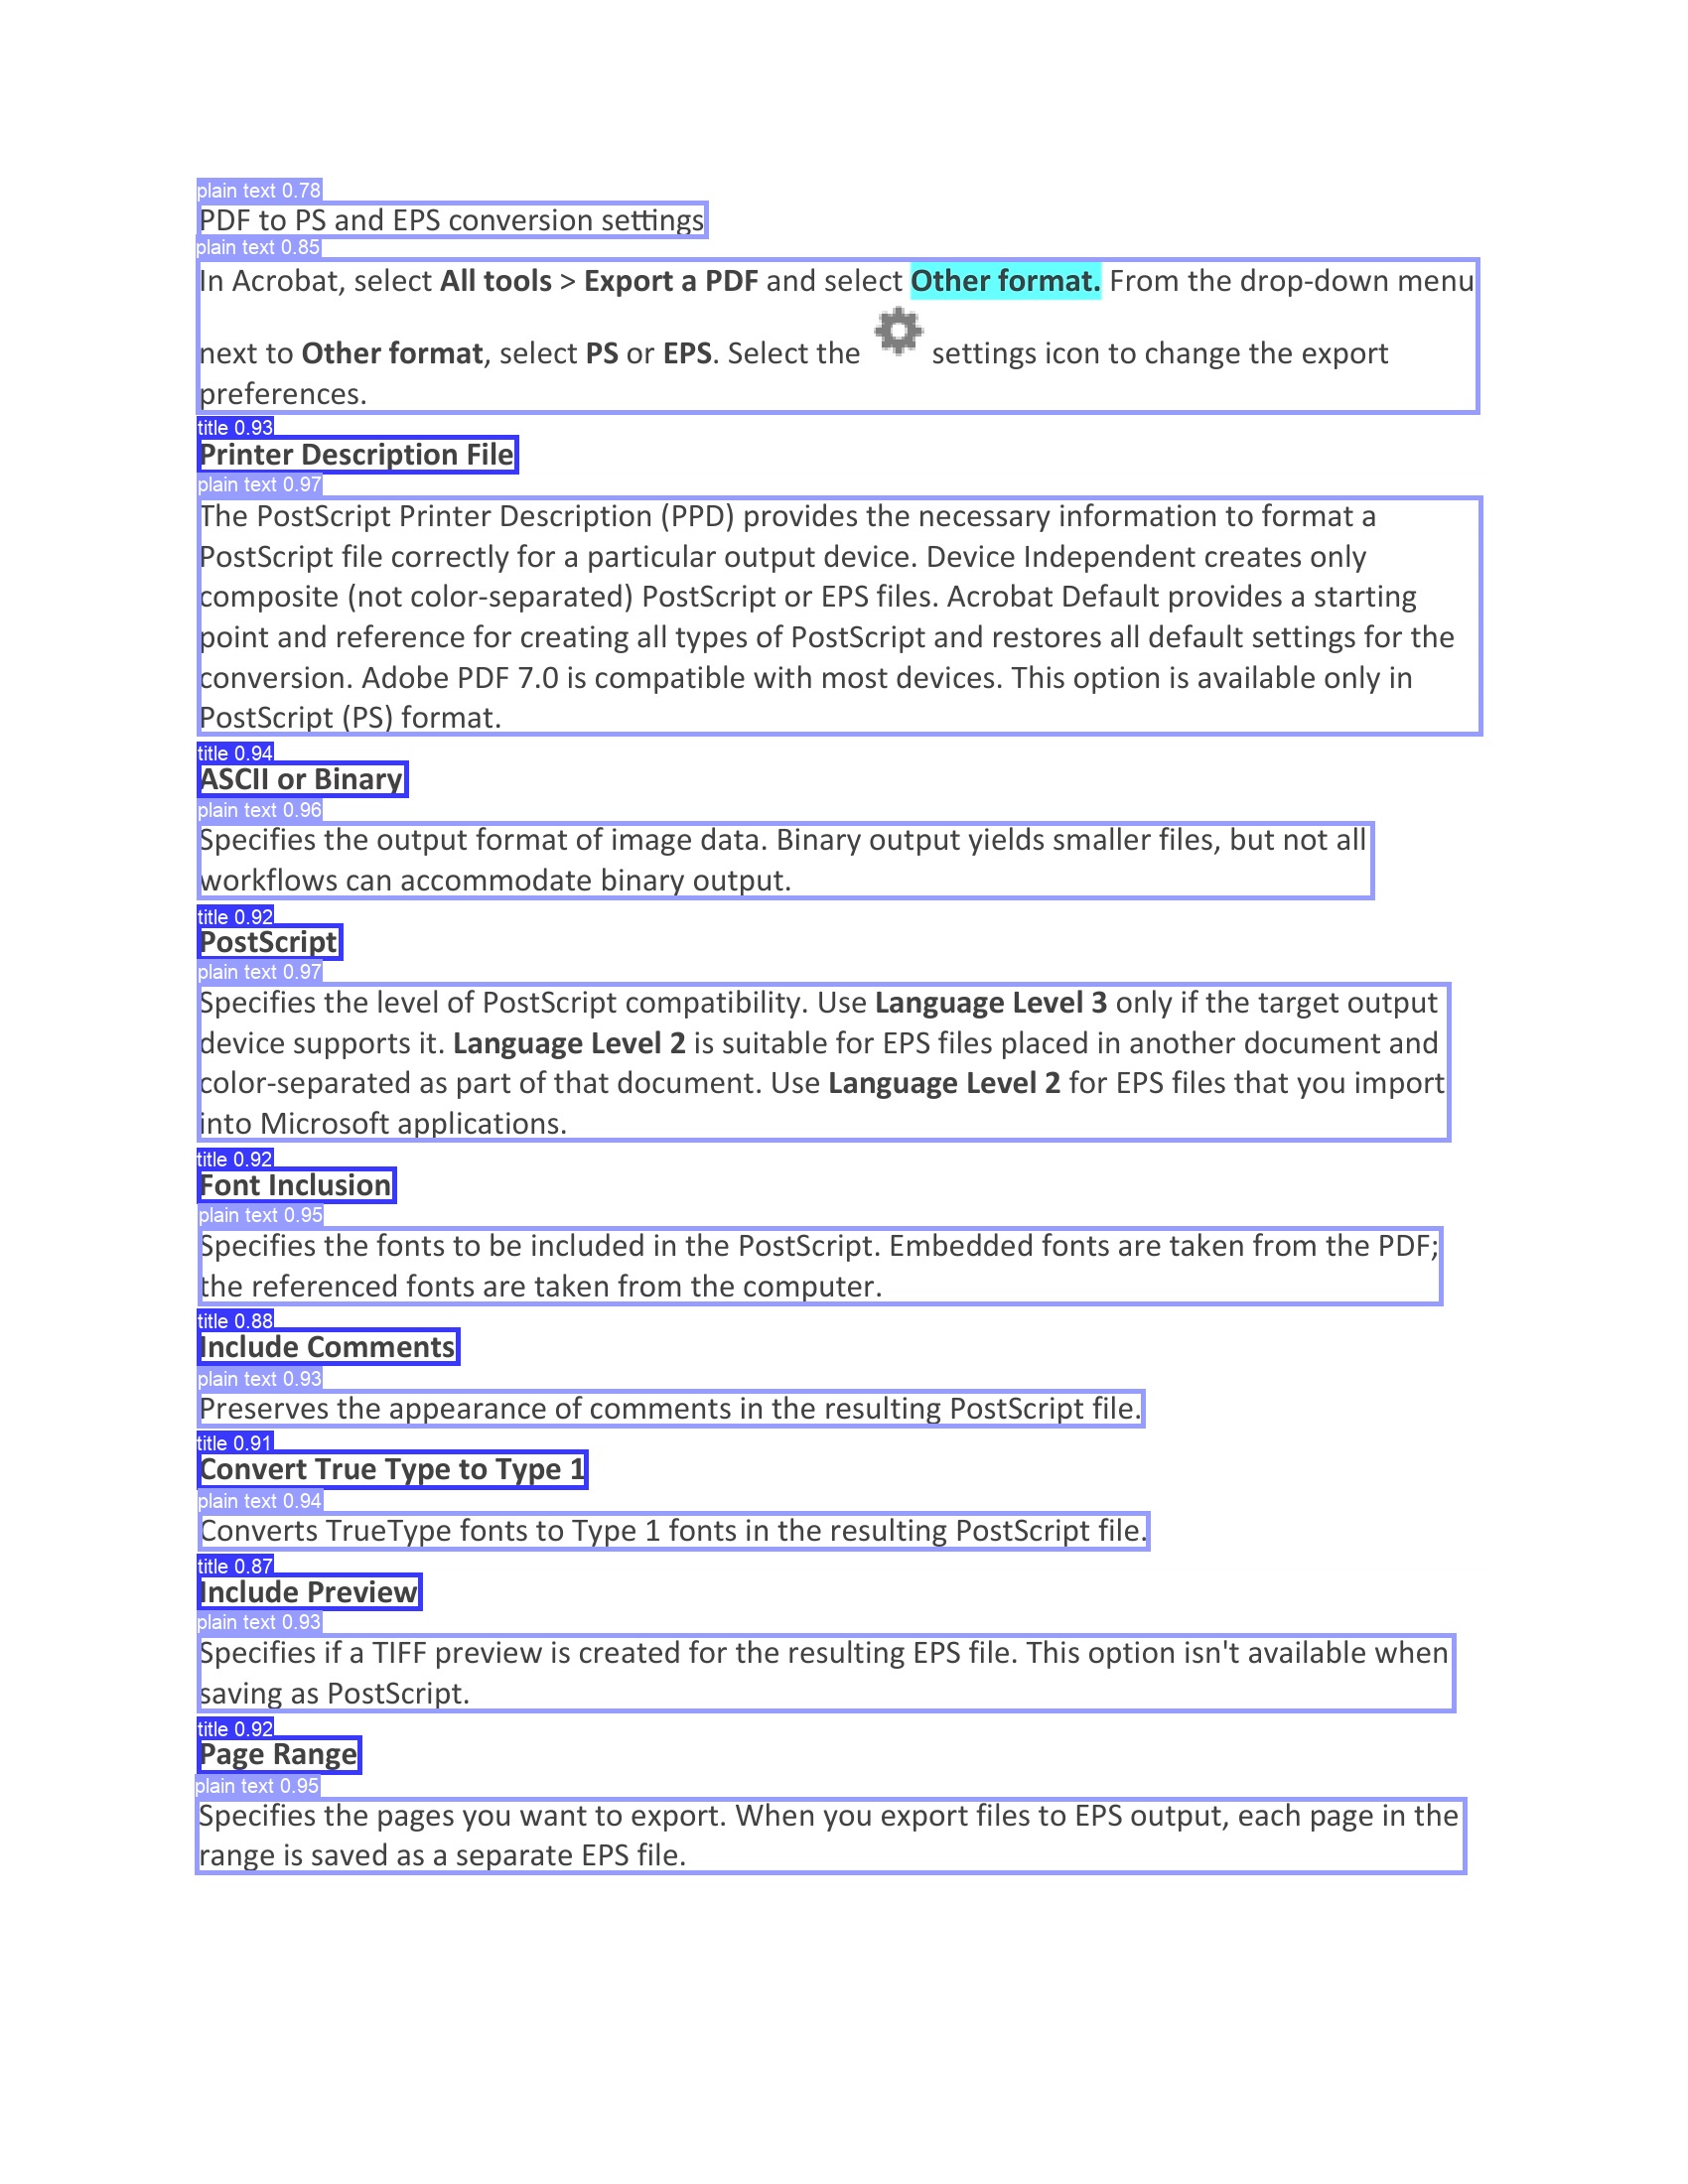 plain text 0.78
PDF to PS and EPS conversion settings
plain text 0.85
In Acrobat, select All tools > Export a PDF and select Other format. From the drop-down menu
next to Other format, select PS or EPS. Select the settings icon to change the export
preferences.
title 0.93
Printer Description File
plain text 0.97
The PostScript Printer Description (PPD) provides the necessary information to format a
PostScript file correctly for a particular output device. Device Independent creates only
composite (not color-separated) PostScript or EPS files. Acrobat Default provides a starting
point and reference for creating all types of PostScript and restores all default settings for the
conversion. Adobe PDF 7.0 is compatible with most devices. This option is available only in
PostScript (PS) format.
title 0.94
ASCII or Binary
plain text 0.96
Specifies the output format of image data. Binary output yields smaller files, but not all
workflows can accommodate binary output.
title 0.92
PostScript
plain text 0.97
Specifies the level of PostScript compatibility. Use Language Level 3 only if the target output
device supports it. Language Level 2 is suitable for EPS files placed in another document and
color-separated as part of that document. Use Language Level 2 for EPS files that you import
into Microsoft applications.
title 0.92
Font Inclusion
plain text 0.95
Specifies the fonts to be included in the PostScript. Embedded fonts are taken from the PDF;
the referenced fonts are taken from the computer.
title 0.88
Include Comments
plain text 0.93
Preserves the appearance of comments in the resulting PostScript file.
title 0.91
Convert True Type to Type 1
plain text 0.94
Converts TrueType fonts to Type 1 fonts in the resulting PostScript file.
title 0.87
Include Preview
plain text 0.93
Specifies if a TIFF preview is created for the resulting EPS file. This option isn't available when
saving as PostScript.
title 0.92
Page Range
plain text 0.95
Specifies the pages you want to export. When you export files to EPS output, each page in the
range is saved as a separate EPS file.